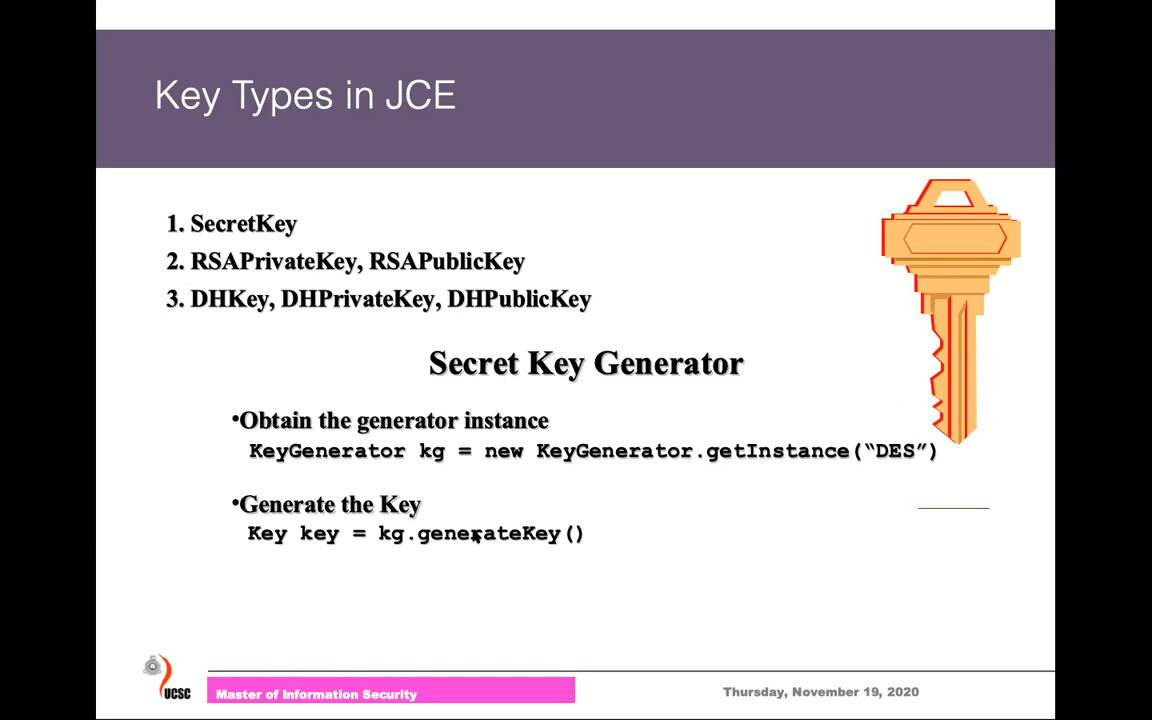 Key Types in JCE
1. SecretKey
2. RSAPrivateKey, RSAPublicKey
3. DHKey, DHPrivateKey, DHPublicKey
Secret Key Generator
•Obtain the generator instance
KeyGenerator kg = new KeyGenerator.getInstance(“DES”)
•Generate the Key
Key key = kg.generateKey()
UCSC
Master of Information Security
Thursday, November 19, 2020